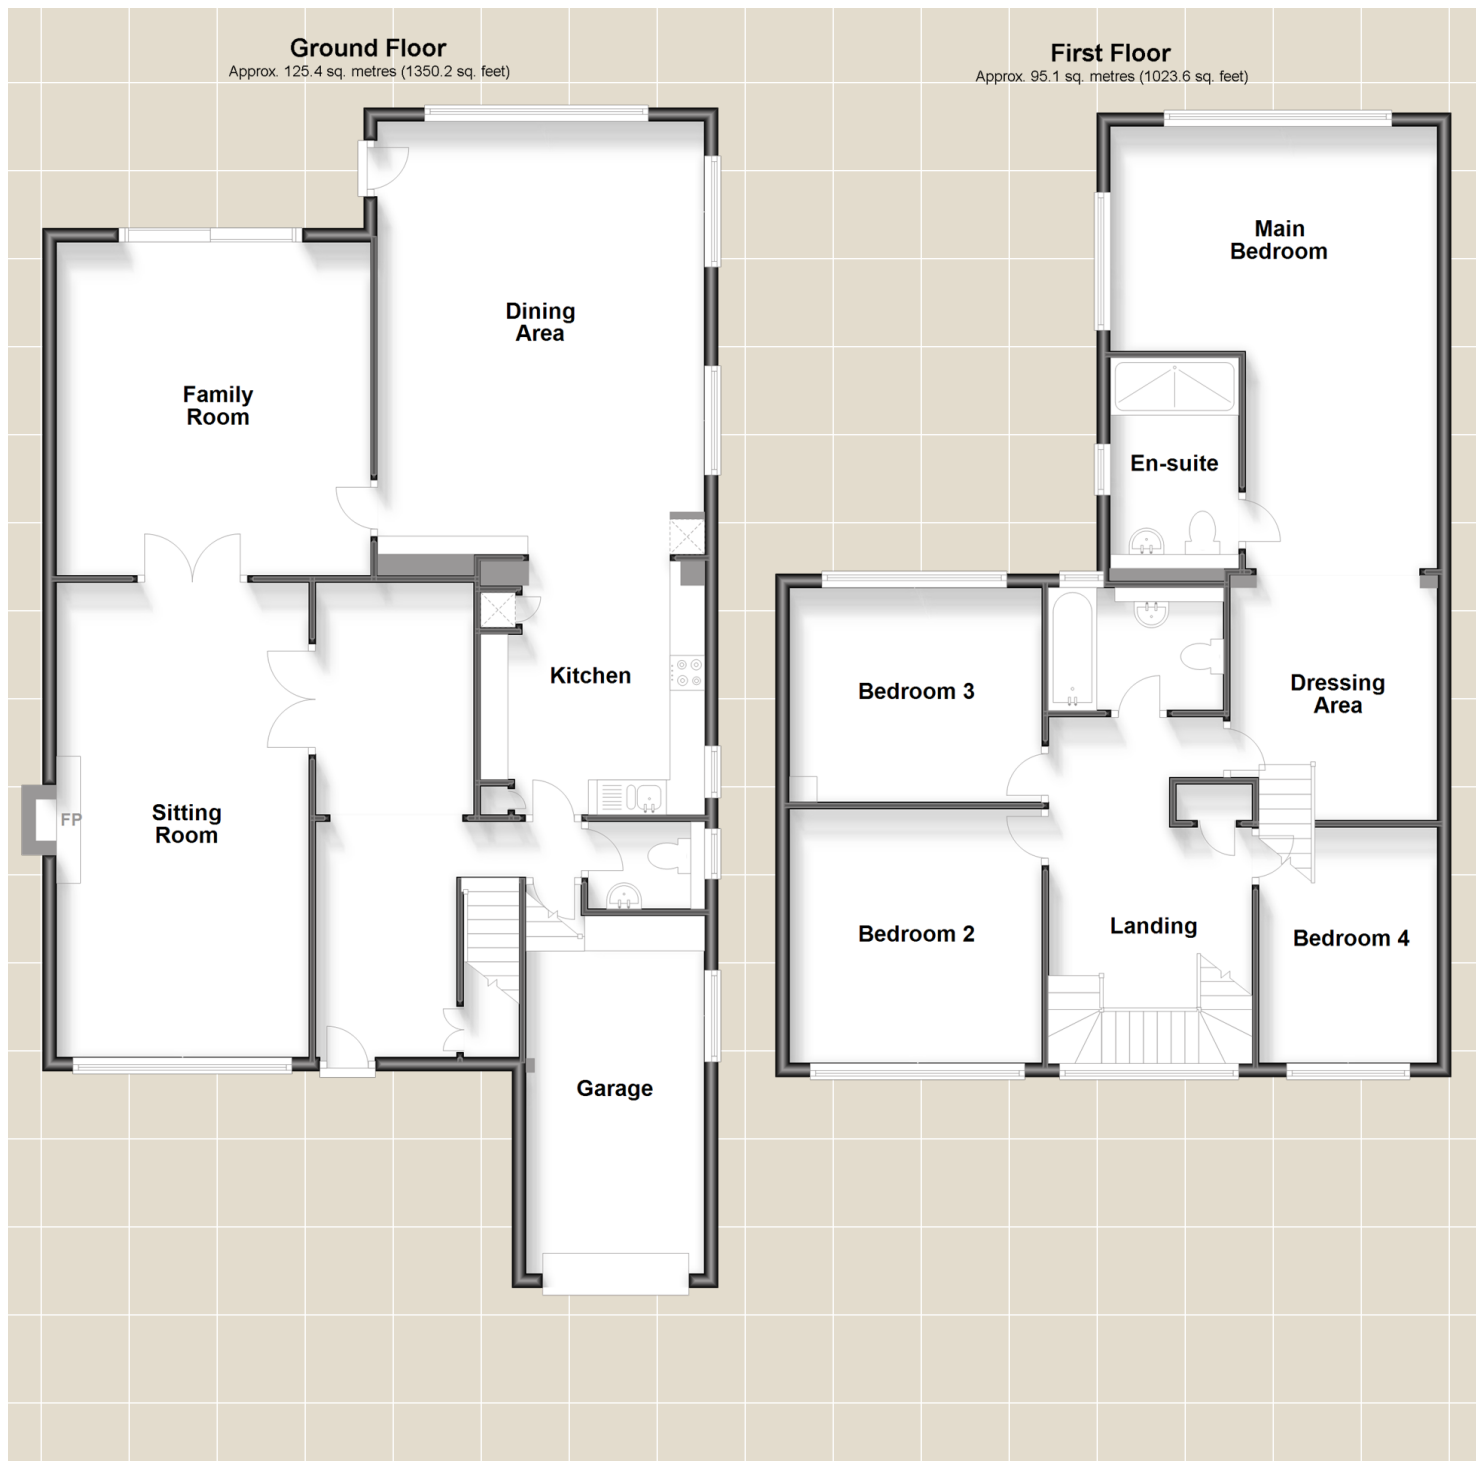 Ground Floor
Approx. 125.4 sq. metres (1350.2 sq. feet)
Dining
Area
Family
Room
Kitchen
Sitting
Room
FP
Garage
First Floor
Approx. 95.1 sq. metres (1023.6 sq. feet)
Main
Bedroom
En-suite
Bedroom 3
Dressing
Area
Bedroom 2
Landing
Bedroom 4